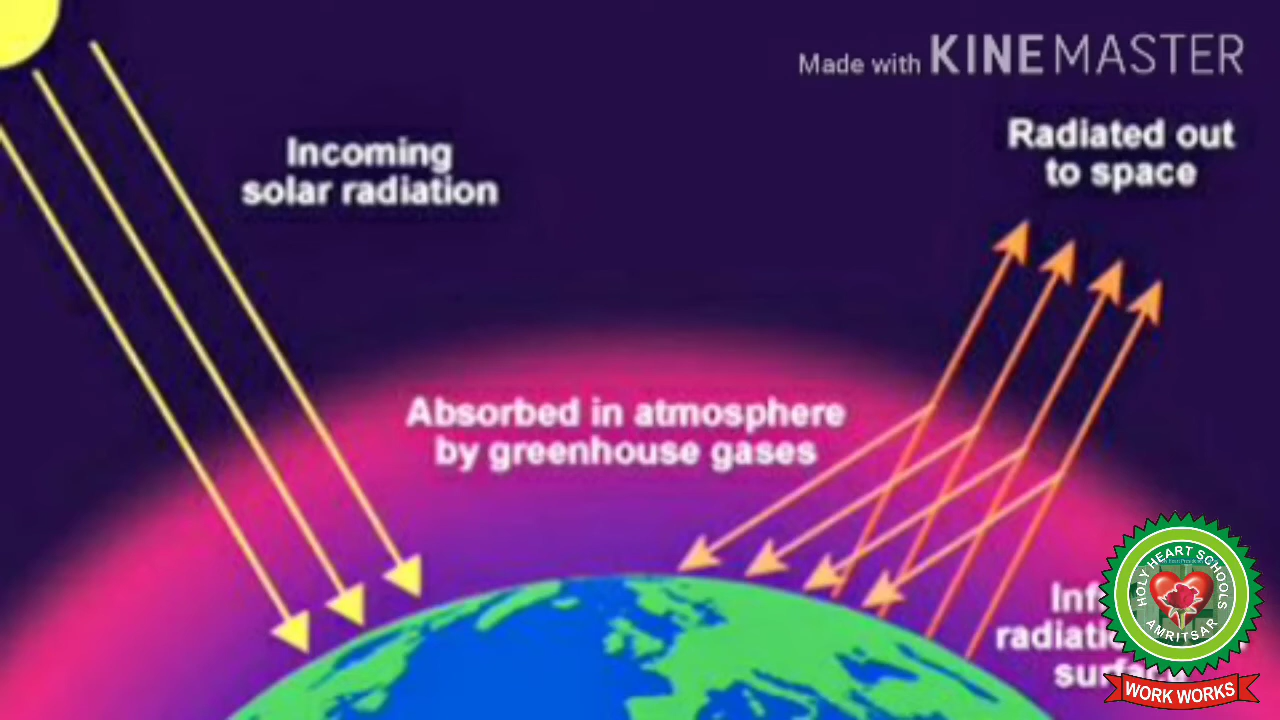 Made with KINEMASTER
Incoming
solar radiation
Radiated out
to space
Absorbed in atmosphere
by greenhouse gases
HOLY HEART SCHOOLS
AMRITSAR
WORK WORKS